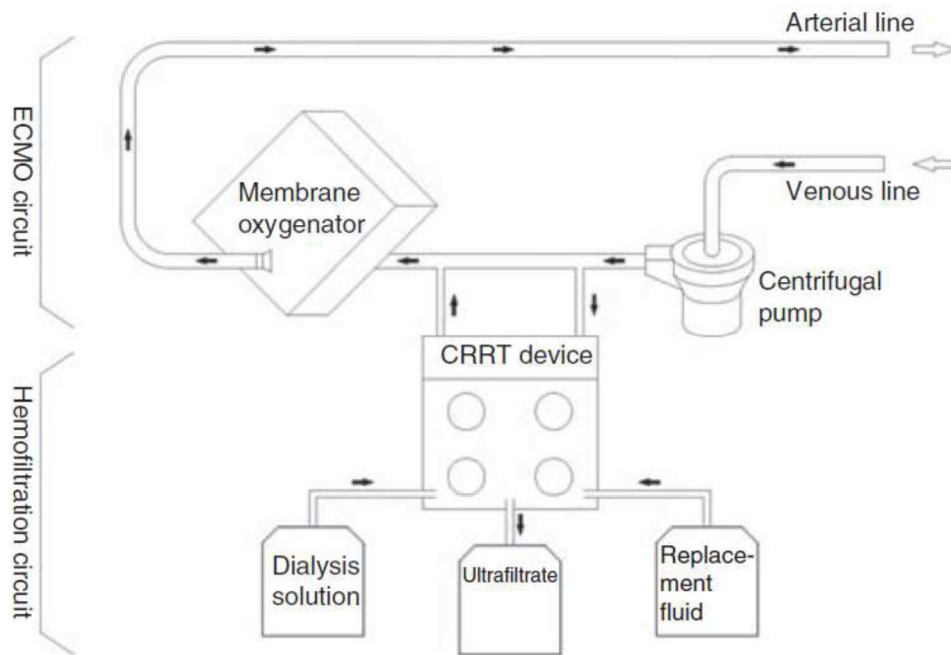 Arterial line
ECMO circuit
Membrane
oxygenator
Venous line
Centrifugal
pump
CRRT device
Hemofiltration circuit
Dialysis
solution
Ultrafiltrate
Replace-
ment
fluid